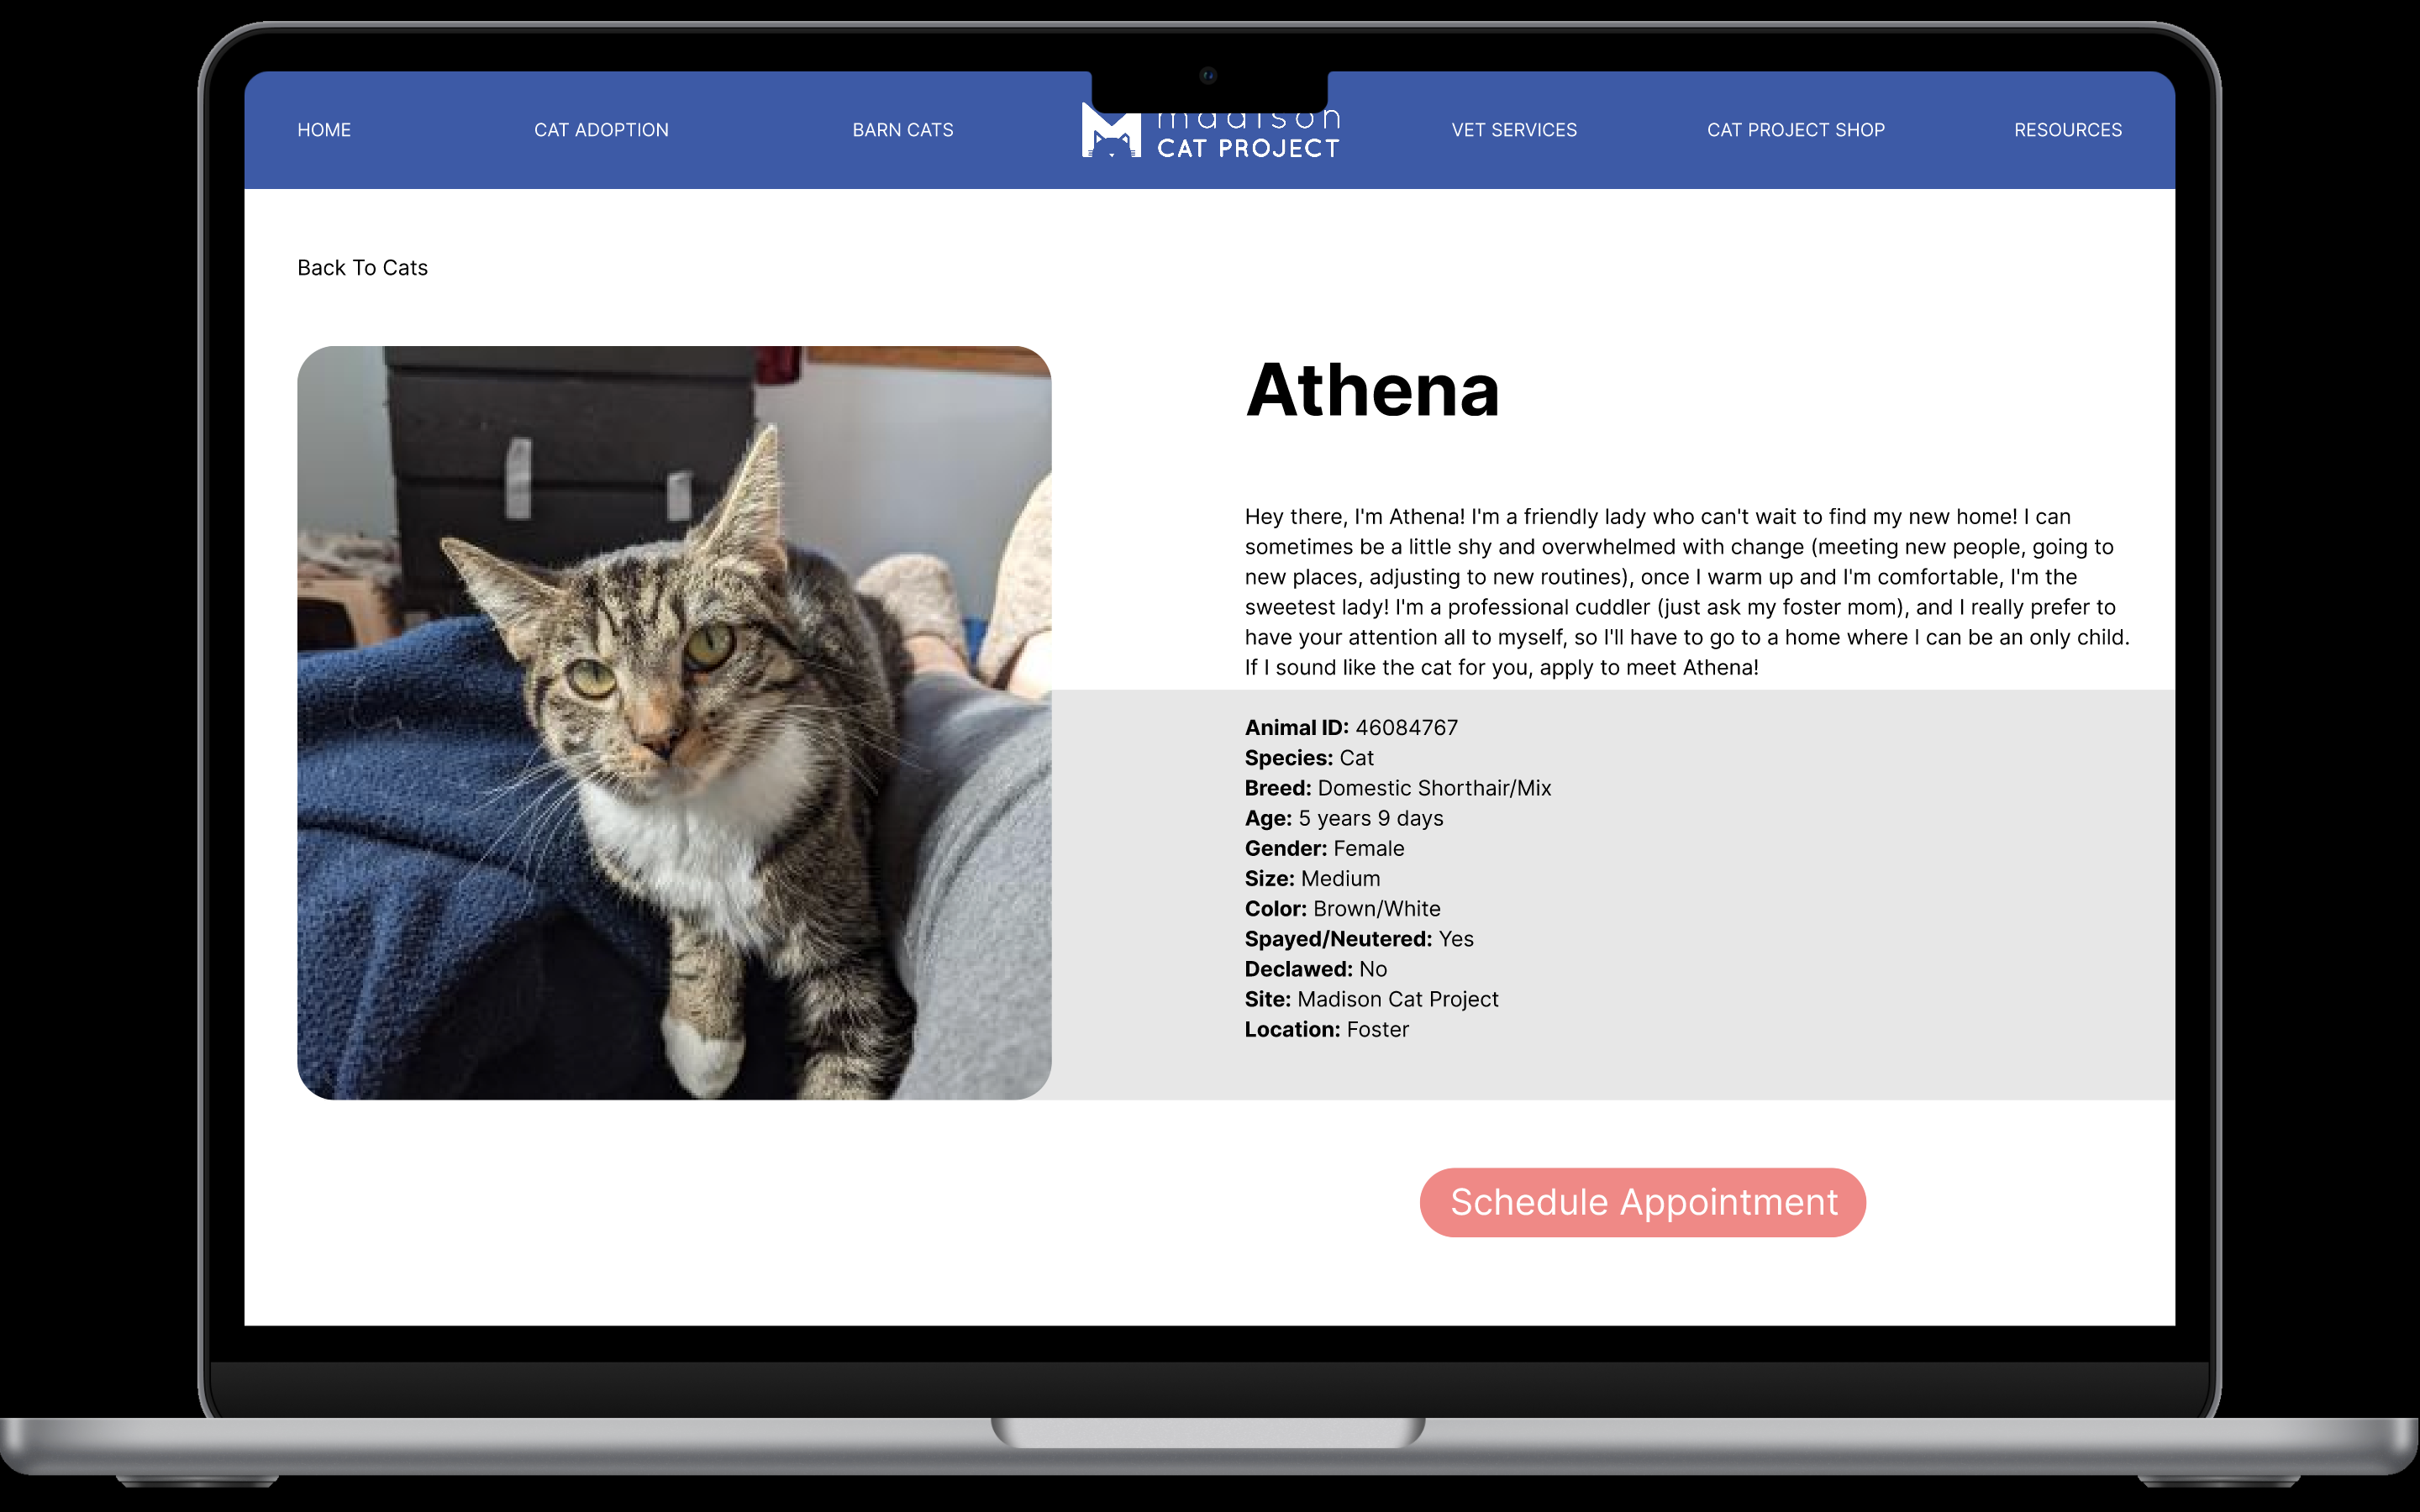 HOME CAT ADOPTION BARN CATS madison VET SERVICES CAT PROJECT SHOP RESOURCES
CAT PROJECT
Back To Cats
Athena
Hey there, I'm Athena! I'm a friendly lady who can't wait to find my new home! I can
sometimes be a little shy and overwhelmed with change (meeting new people, going to
new places, adjusting to new routines), once I warm up and I'm comfortable, I'm the
sweetest lady! I'm a professional cuddler (just ask my foster mom), and I really prefer to
have your attention all to myself, so I'll have to go to a home where I can be an only child.
If I sound like the cat for you, apply to meet Athena!
Animal ID: 46084767
Species: Cat
Breed: Domestic Shorthair/Mix
Age: 5 years 9 days
Gender: Female
Size: Medium
Color: Brown/White
Spayed/Neutered: Yes
Declawed: No
Site: Madison Cat Project
Location: Foster
Schedule Appointment